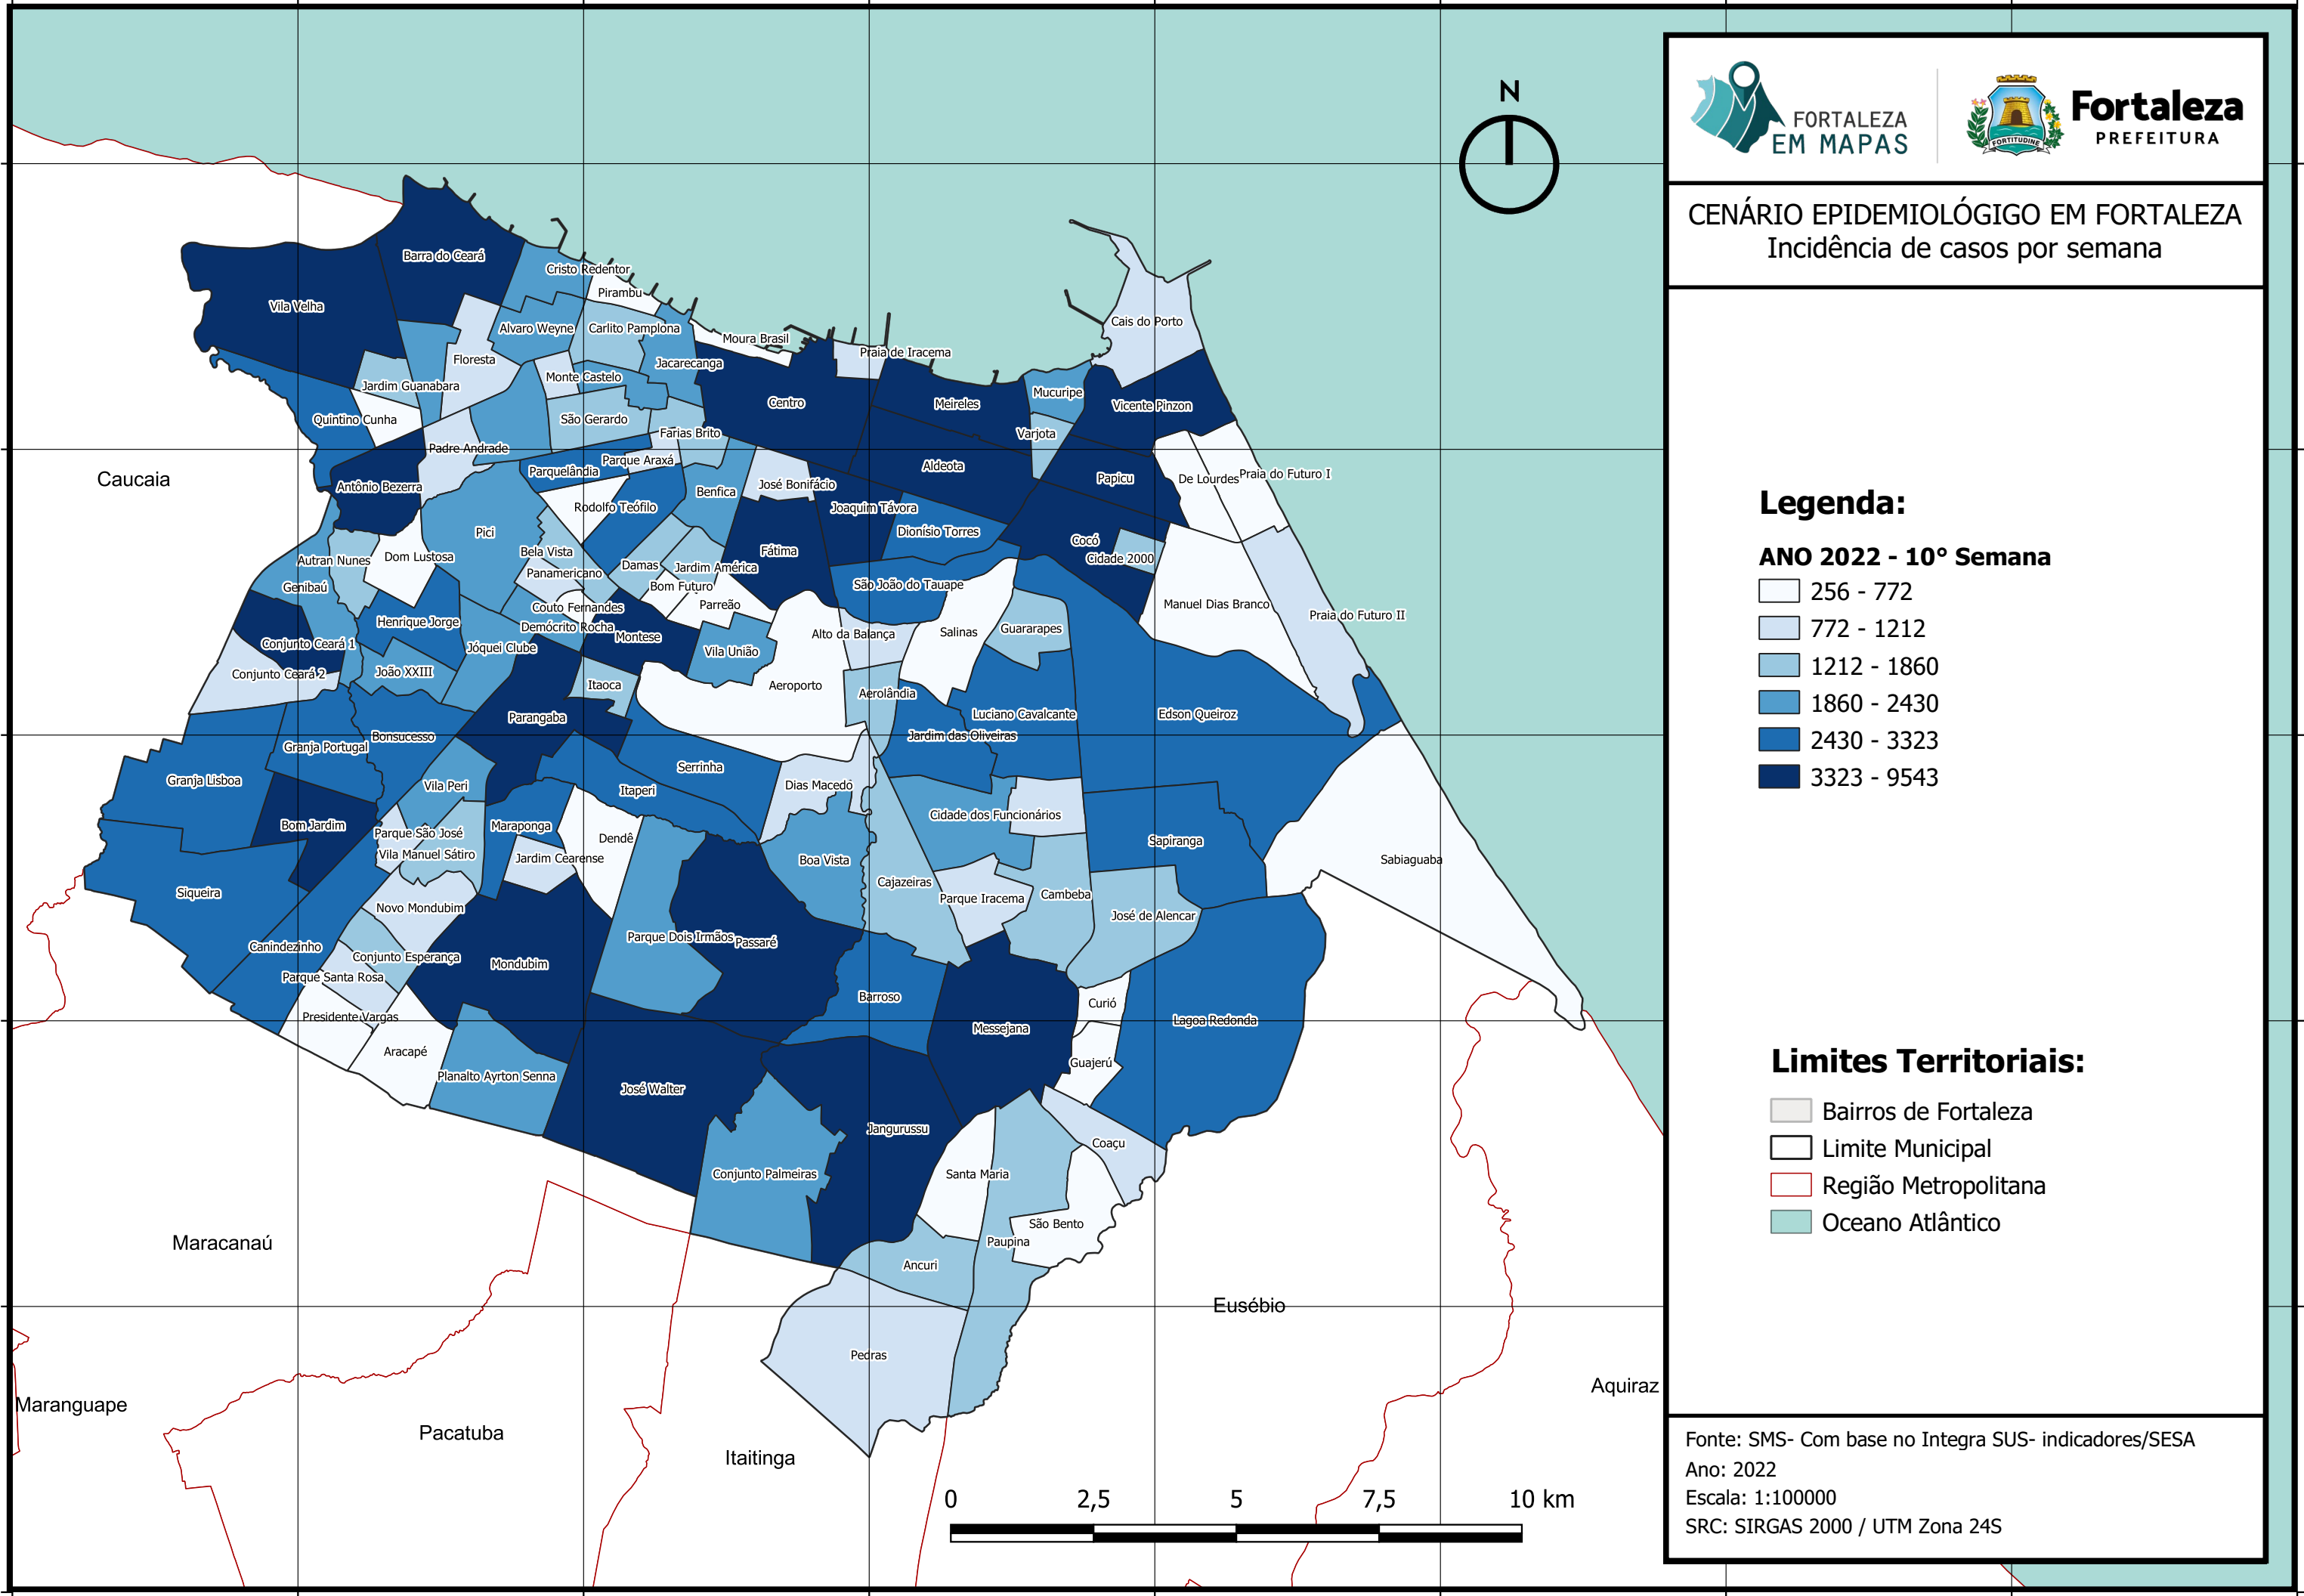 N
FORTALEZA
EM MAPAS
FORTITUDINE
Fortaleza
PREFEITURA
CENÁRIO EPIDEMIOLÓGIGO EM FORTALEZA
Incidência de casos por semana
Legenda:
ANO 2022 - 10° Semana
256 - 772
772 - 1212
1212 - 1860
1860 - 2430
2430 - 3323
3323 - 9543
Limites Territoriais:
Bairros de Fortaleza
Limite Municipal
Região Metropolitana
Oceano Atlântico
Fonte: SMS- Com base no Integra SUS- indicadores/SESA
Ano: 2022
Escala: 1:100000
SRC: SIRGAS 2000 / UTM Zona 24S
Barra do Ceará
Cristo Redentor
Pirambu
Vila Velha
Alvaro Weyne
Carlito Pamplona
Moura Brasil
Cais do Porto
Floresta
Jacarecanga
Praia de Iracema
Jardim Guanabara
Monte Castelo
Centro
Meireles
Mucuripe
Vicente Pinzon
Quintino Cunha
São Gerardo
Farias Brito
Varjota
Padre Andrade
Parque Araxá
Parquelândia
Aldeota
Papicu
De Lourdes
Praia do Futuro I
Caucaia
Antônio Bezerra
Benfica
José Bonifácio
Rodolfo Teófilo
Joaquim Távora
Pici
Dionísio Torres
Cocó
Cidade 2000
Autran Nunes
Dom Lustosa
Bela Vista
Fátima
Genibaú
Panamericano
Damas
Jardim América
Bom Futuro
São João do Tauape
Couto Fernandes
Parreão
Manuel Dias Branco
Praia do Futuro II
Henrique Jorge
Demócrito Rocha
Montese
Alto da Balança
Salinas
Guararapes
Conjunto Ceará 1
Jóquei Clube
Vila União
Conjunto Ceará 2
João XXIII
Itaoca
Aeroporto
Aerolândia
Parangaba
Luciano Cavalcante
Edson Queiroz
Granja Portugal
Bonsucesso
Jardim das Oliveiras
Granja Lisboa
Serrinha
Vila Peri
Itaperi
Dias Macedo
Bom Jardim
Parque São José
Maraponga
Dendê
Cidade dos Funcionários
Sapiranga
Vila Manuel Sátiro
Jardim Cearense
Boa Vista
Sabiaguaba
Siqueira
Cajazeiras
Parque Iracema
Cambeba
Novo Mondubim
José de Alencar
Canindezinho
Parque Dois Irmãos
Passaré
Conjunto Esperança
Mondubim
Parque Santa Rosa
Barroso
Curió
Presidente Vargas
Messejana
Lagoa Redonda
Aracapé
Guajerú
Planalto Ayrton Senna
José Walter
Jangurussu
Coaçu
Conjunto Palmeiras
Santa Maria
São Bento
Maracanaú
Paupina
Ancuri
Eusébio
Pedras
Aquiraz
Maranguape
Pacatuba
Itaitinga
0 2,5 5 7,5 10 km